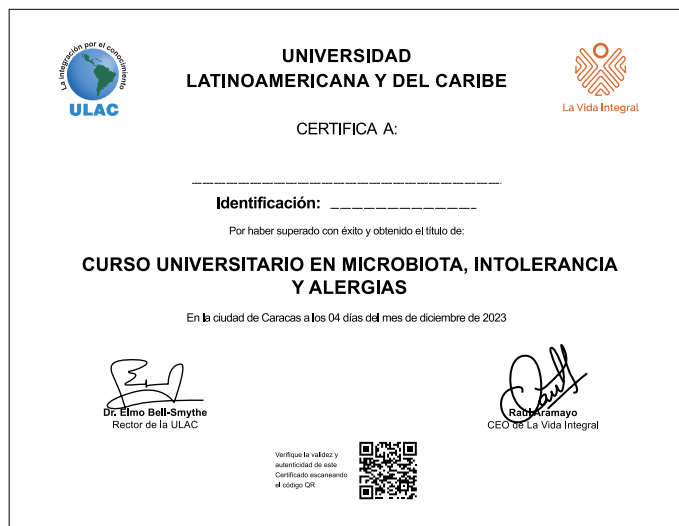 La integración por el conocimiento
ULAC
UNIVERSIDAD
LATINOAMERICANA Y DEL CARIBE
La Vida Integral
CERTIFICA A:
Identificación:
Por haber superado con éxito y obtenido el título de:
CURSO UNIVERSITARIO EN MICROBIOTA, INTOLERANCIA
Y ALERGIAS
En la ciudad de Caracas a los 04 días del mes de diciembre de 2023
Dr. Elmo Bell-Smythe
Rector de la ULAC
Raúl Aramayo
CEO de La Vida Integral
Verifique la validez y
autenticidad de este
Certificado escaneando
el código QR